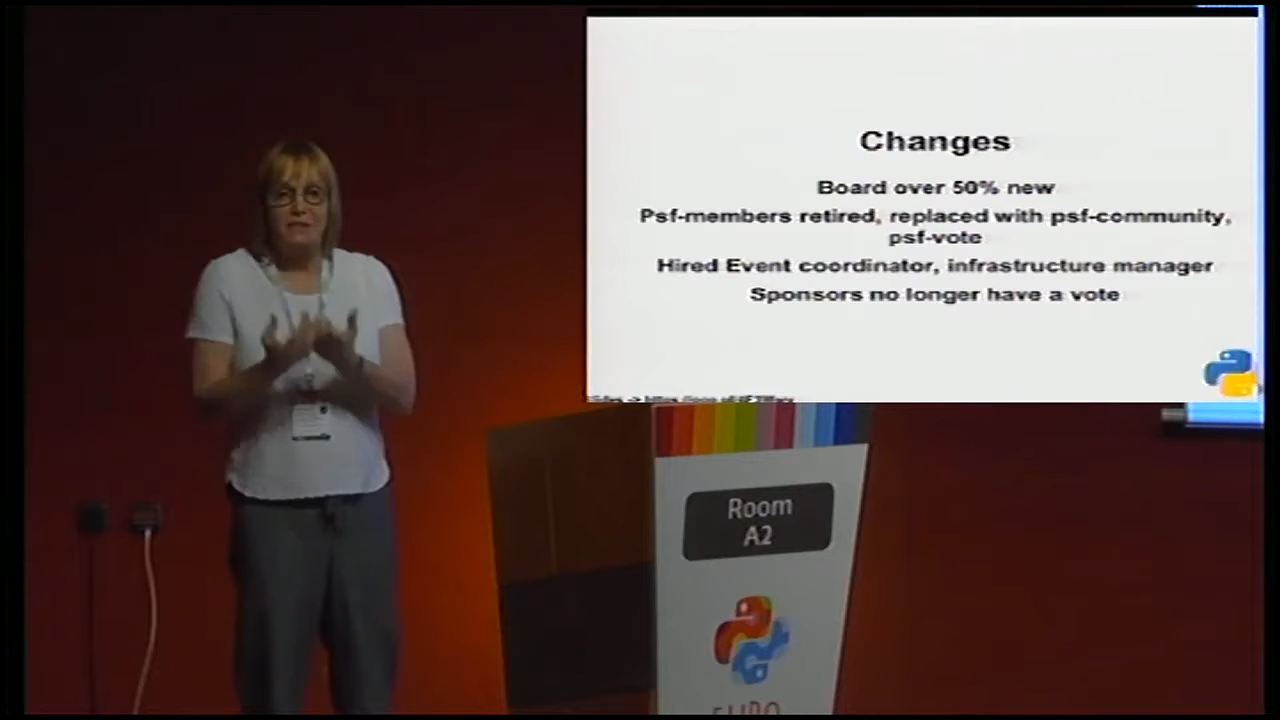 Changes
Board over 50% new
Psf-members retired, replaced with psf-community,
psf-vote
Hired Event coordinator, infrastructure manager
Sponsors no longer have a vote
Room
A2
EURO